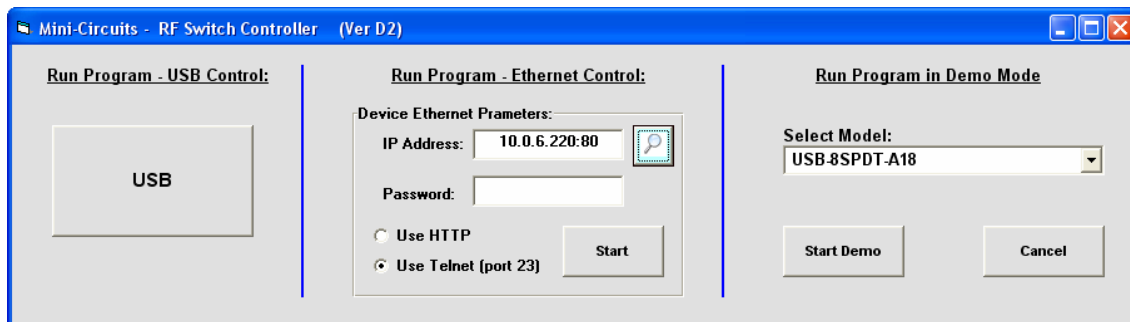 Mini-Circuits - RF Switch Controller (Ver D2)
Run Program - USB Control:
USB
Run Program - Ethernet Control:
Device Ethernet Prameters:
IP Address: 10.0.6.220:80
Password:
Use HTTP
Use Telnet (port 23)
Start
Run Program in Demo Mode
Select Model:
USB-8SPDT-A18
Start Demo
Cancel